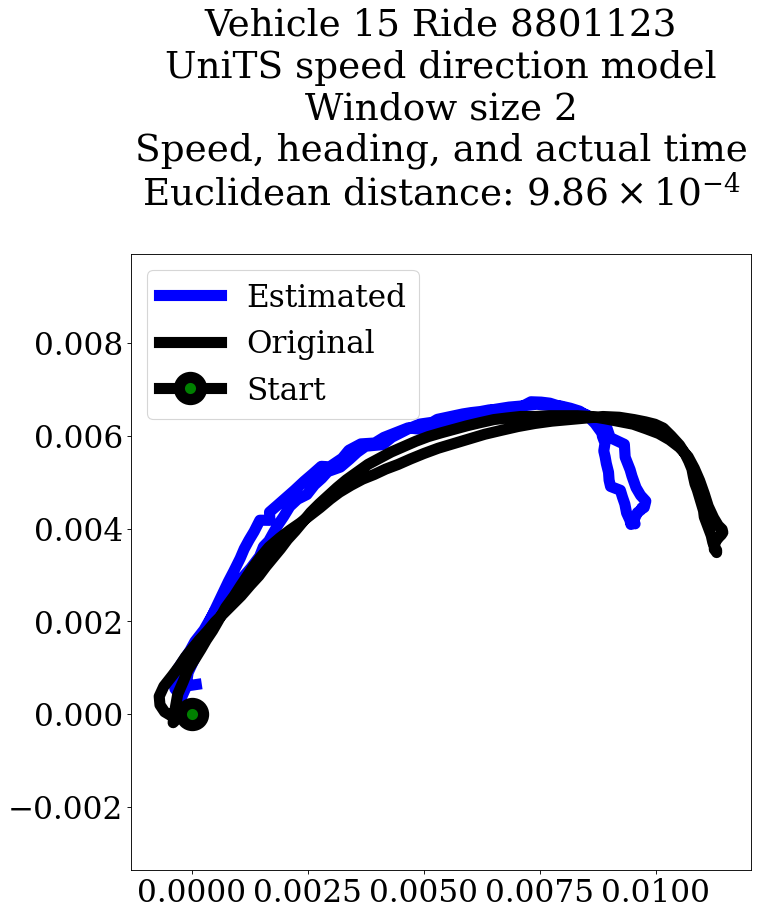 Vehicle 15 Ride 8801123
UniTS speed direction model
Window size 2
Speed, heading, and actual time
Euclidean distance: 9.86 × 10⁻⁴
Estimated
Original
Start
0.008
0.006
0.004
0.002
0.000
−0.002
0.0000 0.0025 0.0050 0.0075 0.0100